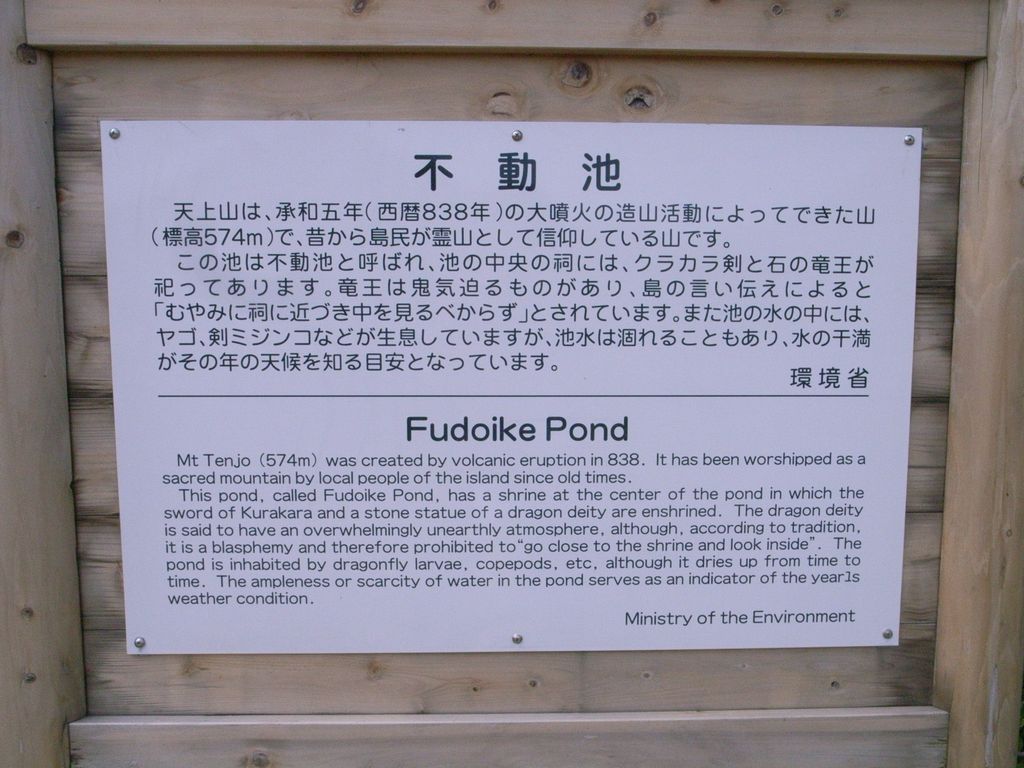 不動池
天上山は、承和五年(西暦838年)の大噴火の造山活動によってできた山
(標高574m)で、昔から島民が霊山として信仰している山です。
この池は不動池と呼ばれ、池の中央の祠には、クラカラ剣と石の竜王が
祀ってあります。竜王は鬼気迫るものがあり、島の言い伝えによると
「むやみに祠に近づき中を見るべからず」とされています。また池の水の中には、
ヤゴ、剣ミジンコなどが生息していますが、池水は涸れることもあり、水の干満
がその年の天候を知る目安となっています。
環境省
Fudoike Pond
Mt Tenjo (574m) was created by volcanic eruption in 838. It has been worshipped as a
sacred mountain by local people of the island since old times.
This pond, called Fudoike Pond, has a shrine at the center of the pond in which the
sword of Kurakara and a stone statue of a dragon deity are enshrined. The dragon deity
is said to have an overwhelmingly unearthly atmosphere, although, according to tradition,
it is a blasphemy and therefore prohibited to "go close to the shrine and look inside". The
pond is inhabited by dragonfly larvae, copepods, etc, although it dries up from time to
time. The ampleness or scarcity of water in the pond serves as an indicator of the year1s
weather condition.
Ministry of the Environment